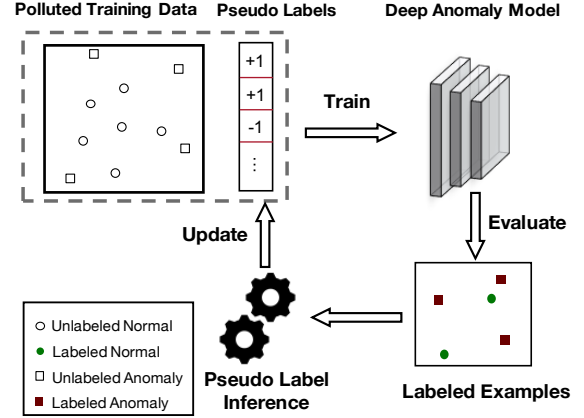 Polluted Training Data
Pseudo Labels
Deep Anomaly Model
+1
+1
-1
⋮
Train
Evaluate
Update
Unlabeled Normal
Labeled Normal
Unlabeled Anomaly
Labeled Anomaly
Pseudo Label
Inference
Labeled Examples